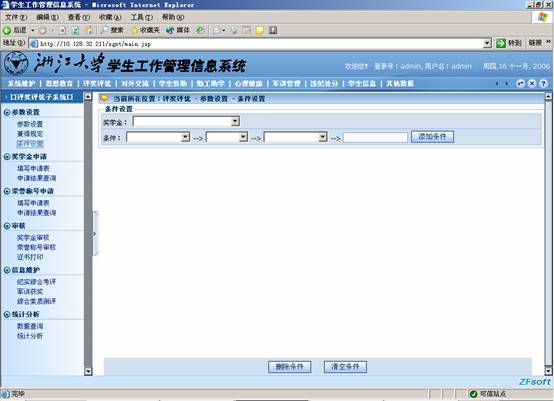 学生工作管理信息系统 - Microsoft Internet Explorer
文件(F) 编辑(E) 查看(V) 收藏(A) 工具(T) 帮助(H)
后退 搜索 收藏夹 媒体
地址(D) http://10.128.32.211/xgxt/main.jsp 转到 链接 »
浙江大学 学生工作管理信息系统
欢迎您! 登录号:admin,用户名:admin 周四,16 十一月, 2006
系统维护 | 思想教育 | 评奖评优 | 对外交流 | 学生资助 | 勤工助学 | 心理健康 | 军训管理 | 违纪处分 | 学生信息 | 其他数据
口评奖评优子系统口
当前所在位置:评奖评优 - 参数设置 - 条件设置
参数设置
参数设置
兼得规定
条件设置
奖学金申请
填写申请表
申请结果查询
荣誉称号申请
填写申请表
申请结果查询
审核
奖学金审核
荣誉称号审核
证书打印
信息维护
纪实综合考评
军训获奖
综合素质测评
统计分析
数据查询
统计分析
条件设置
奖学金:
条件: --> --> --> 添加条件
删除条件 清空条件
ZFsoft
完毕 可信站点